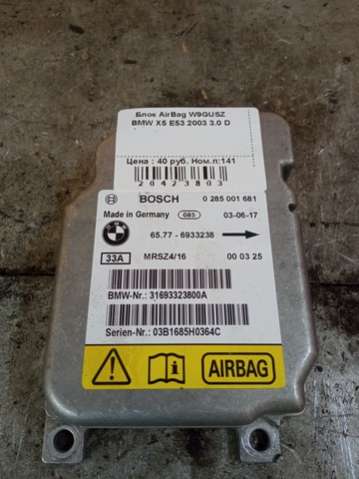 Блок AirBag W9GUSZ
BMW X5 E53 2003 3.0 D
Цена : 40 руб. Ном.п:141
20423803
BOSCH 0 285 001 681
Made in Germany 083 03-06-17
BMW
65.77 - 6933238
33A MRSZ4/16 00 03 25
BMW-Nr.: 31693323800A
Serien-Nr.: 03B1685H0364C
AIRBAG